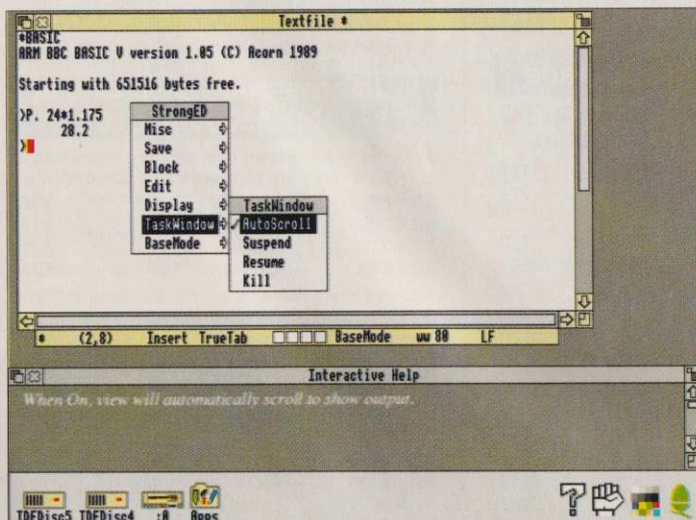 Textfile *
*BASIC
ARM BBC BASIC V version 1.05 (C) Acorn 1989
Starting with 651516 bytes free.
>P. 24*1.175
28.2
>
StrongED
Misc
Save
Block
Edit
Display
TaskWindow
BaseMode
TaskWindow
AutoScroll
Suspend
Resume
Kill
* (2,8) Insert TrueTab BaseMode ww 80 LF
Interactive Help
When On, view will automatically scroll to show output.
IDEDisc5 IDEDisc4 :0 Apps